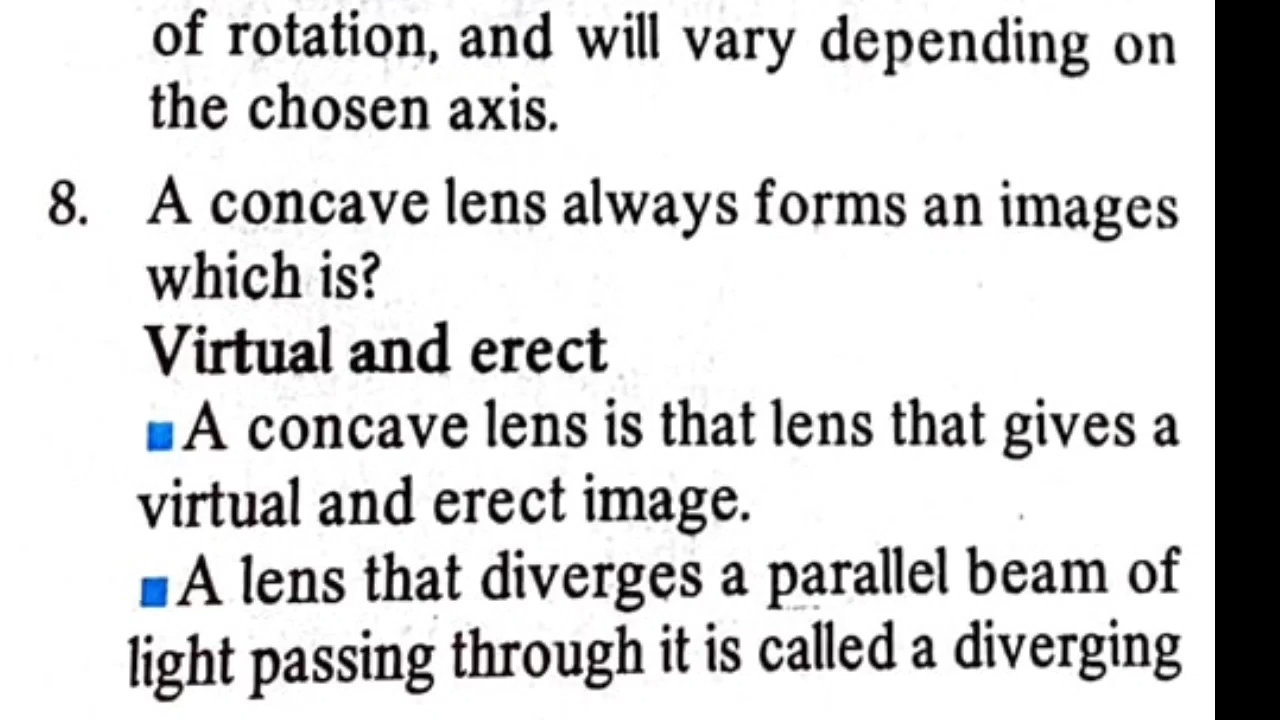 of rotation, and will vary depending on
the chosen axis.
8. A concave lens always forms an images
which is?
Virtual and erect
■ A concave lens is that lens that gives a
virtual and erect image.
■ A lens that diverges a parallel beam of
light passing through it is called a diverging